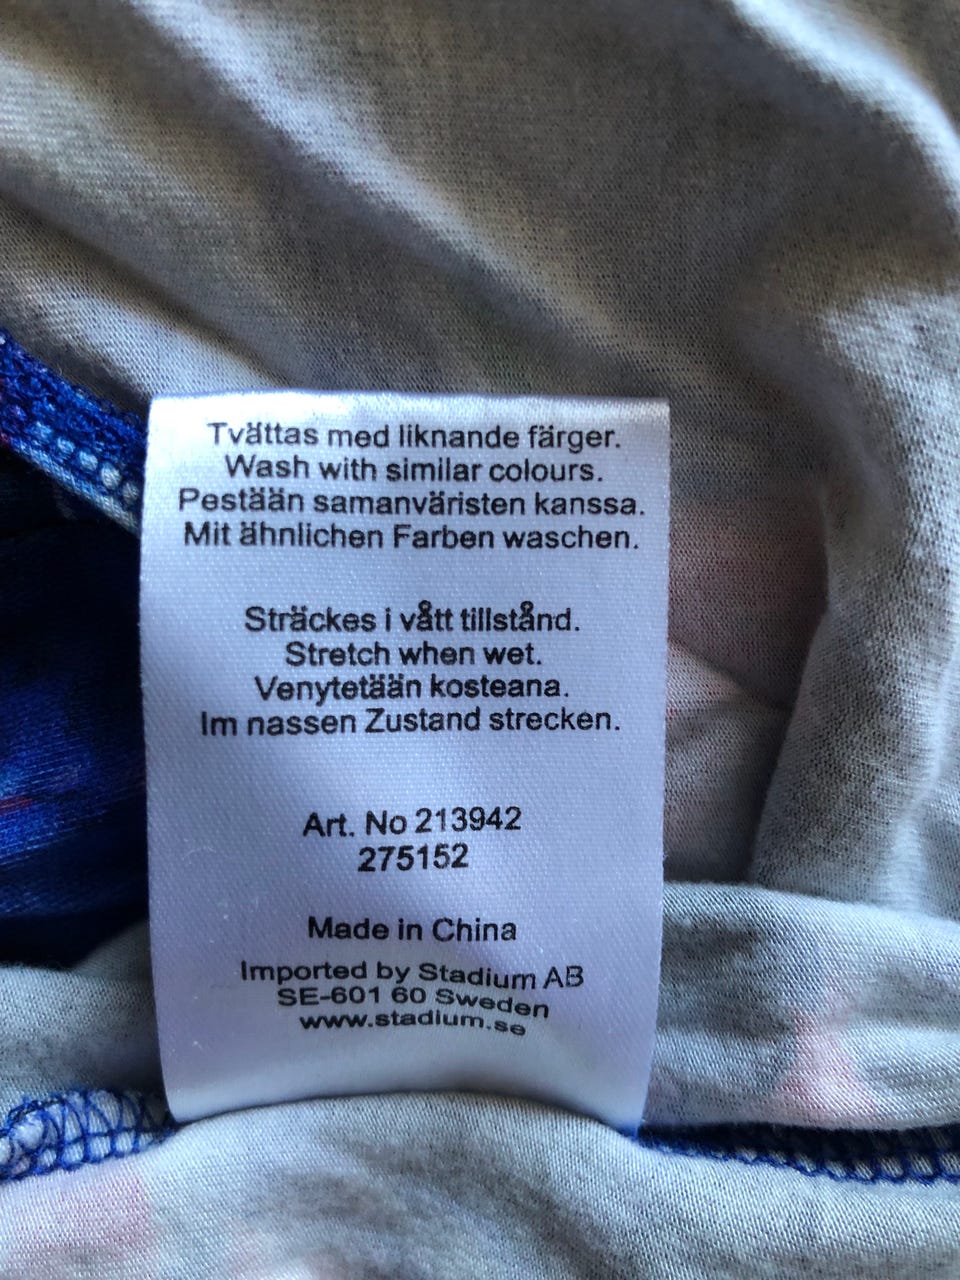 Tvättas med liknande färger.
Wash with similar colours.
Pestään samanväristen kanssa.
Mit ähnlichen Farben waschen.
Sträckes i vått tillstånd.
Stretch when wet.
Venytetään kosteana.
Im nassen Zustand strecken.
Art. No 213942
275152
Made in China
Imported by Stadium AB
SE-601 60 Sweden
www.stadium.se